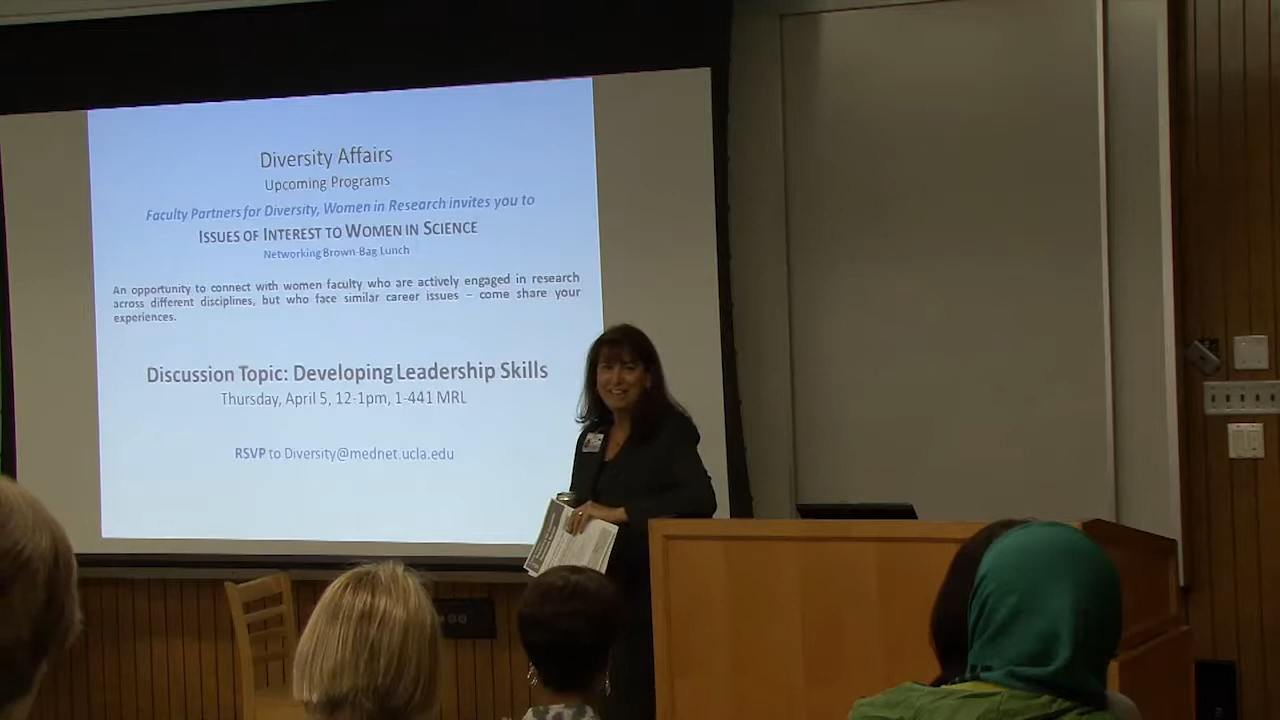 Diversity Affairs
Upcoming Programs
Faculty Partners for Diversity, Women in Research invites you to
ISSUES OF INTEREST TO WOMEN IN SCIENCE
Networking Brown-Bag Lunch
An opportunity to connect with women faculty who are actively engaged in research
across different disciplines, but who face similar career issues – come share your
experiences.
Discussion Topic: Developing Leadership Skills
Thursday, April 5, 12-1pm, 1-441 MRL
RSVP to Diversity@mednet.ucla.edu